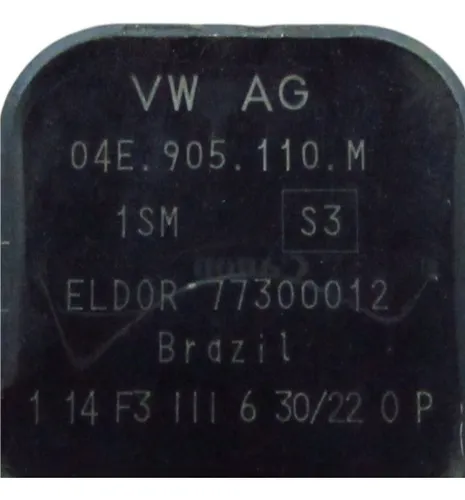 VW AG
04E.905.110.M
1SM S3
ELDOR 77300012
Brazil
1 14 F3 III 6 30/22 0 P